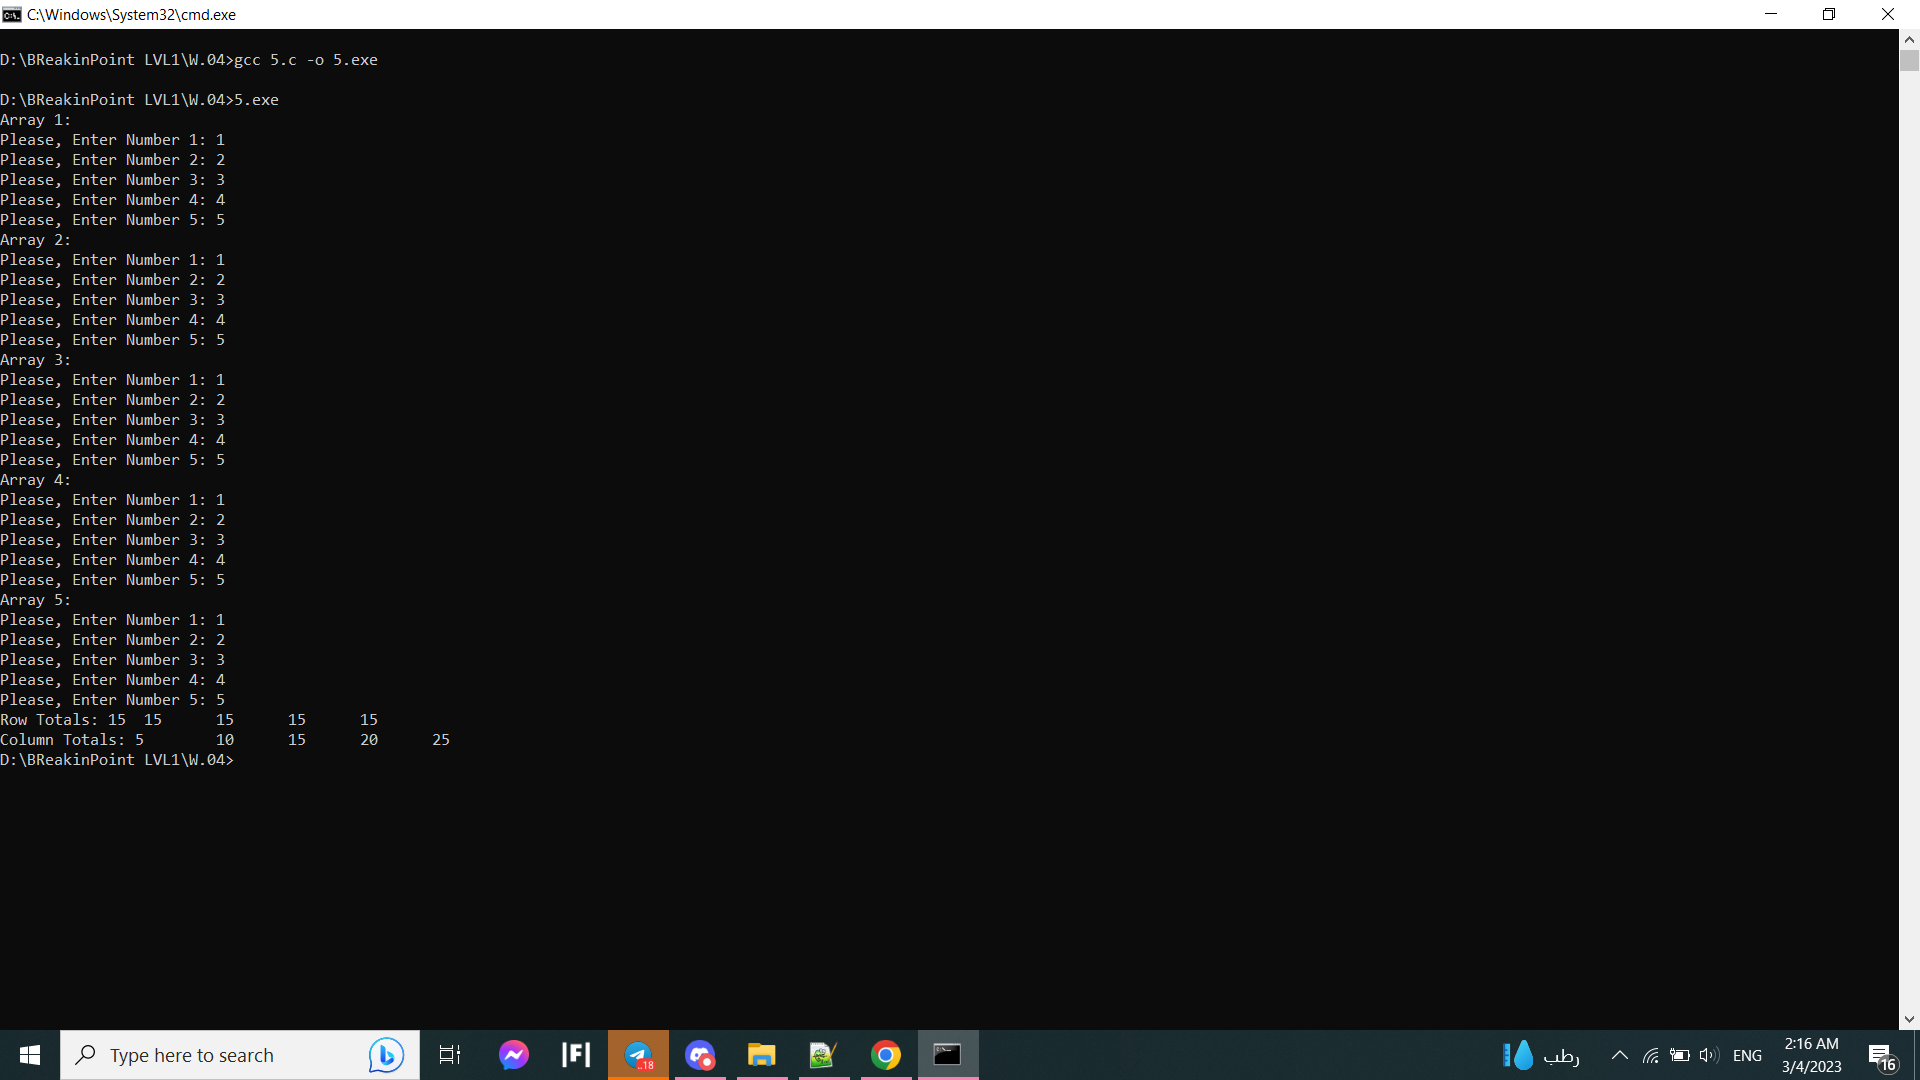 C:\Windows\System32\cmd.exe
D:\BReakinPoint LVL1\W.04>gcc 5.c -o 5.exe
D:\BReakinPoint LVL1\W.04>5.exe
Array 1:
Please, Enter Number 1: 1
Please, Enter Number 2: 2
Please, Enter Number 3: 3
Please, Enter Number 4: 4
Please, Enter Number 5: 5
Array 2:
Please, Enter Number 1: 1
Please, Enter Number 2: 2
Please, Enter Number 3: 3
Please, Enter Number 4: 4
Please, Enter Number 5: 5
Array 3:
Please, Enter Number 1: 1
Please, Enter Number 2: 2
Please, Enter Number 3: 3
Please, Enter Number 4: 4
Please, Enter Number 5: 5
Array 4:
Please, Enter Number 1: 1
Please, Enter Number 2: 2
Please, Enter Number 3: 3
Please, Enter Number 4: 4
Please, Enter Number 5: 5
Array 5:
Please, Enter Number 1: 1
Please, Enter Number 2: 2
Please, Enter Number 3: 3
Please, Enter Number 4: 4
Please, Enter Number 5: 5
Row Totals: 15  15      15      15      15
Column Totals: 5        10      15      20      25
D:\BReakinPoint LVL1\W.04>
Type here to search
|F|
..18
رطب
ENG
2:16 AM
3/4/2023
16